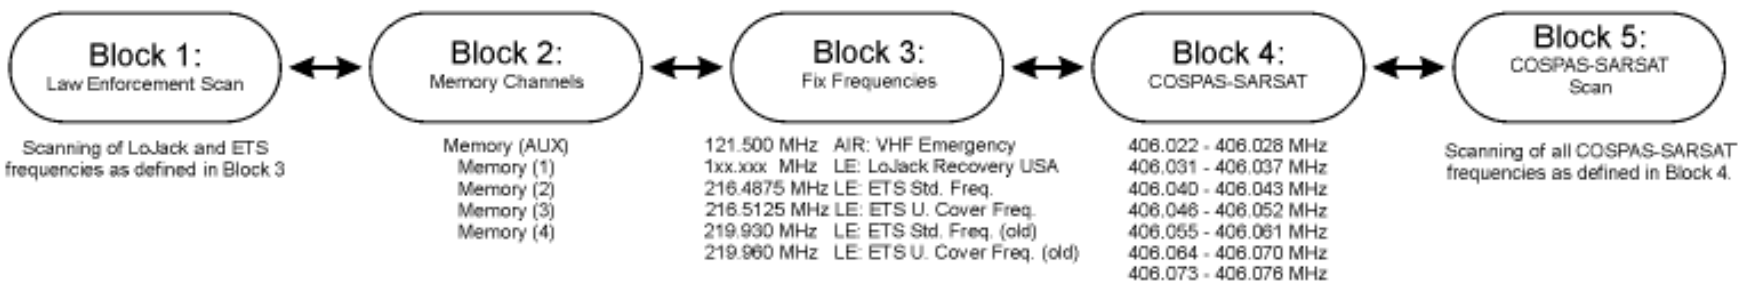 Block 1:
Law Enforcement Scan
Scanning of LoJack and ETS
frequencies as defined in Block 3
Block 2:
Memory Channels
Memory (AUX)
Memory (1)
Memory (2)
Memory (3)
Memory (4)
Block 3:
Fix Frequencies
121.500 MHz AIR: VHF Emergency
1xx.xxx MHz LE: LoJack Recovery USA
216.4875 MHz LE: ETS Std. Freq.
216.5125 MHz LE: ETS U. Cover Freq.
219.930 MHz LE: ETS Std. Freq. (old)
219.960 MHz LE: ETS U. Cover Freq. (old)
Block 4:
COSPAS-SARSAT
406.022 - 406.028 MHz
406.031 - 406.037 MHz
406.040 - 406.043 MHz
406.046 - 406.052 MHz
406.055 - 406.061 MHz
406.064 - 406.070 MHz
406.073 - 406.076 MHz
Block 5:
COSPAS-SARSAT
Scan
Scanning of all COSPAS-SARSAT
frequencies as defined in Block 4.